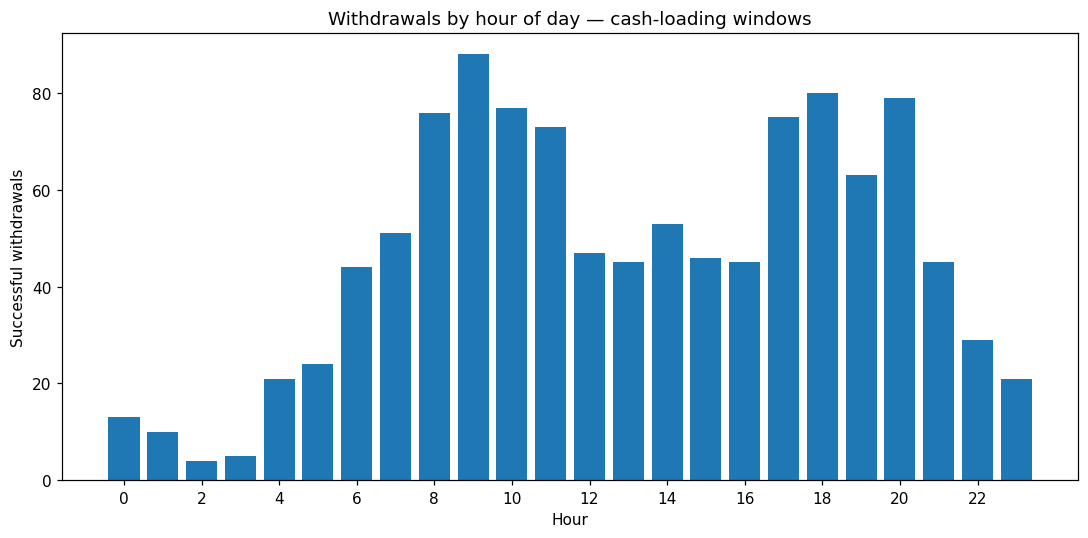 Withdrawals by hour of day — cash-loading windows
Successful withdrawals
80
60
40
20
0
0 2 4 6 8 10 12 14 16 18 20 22
Hour